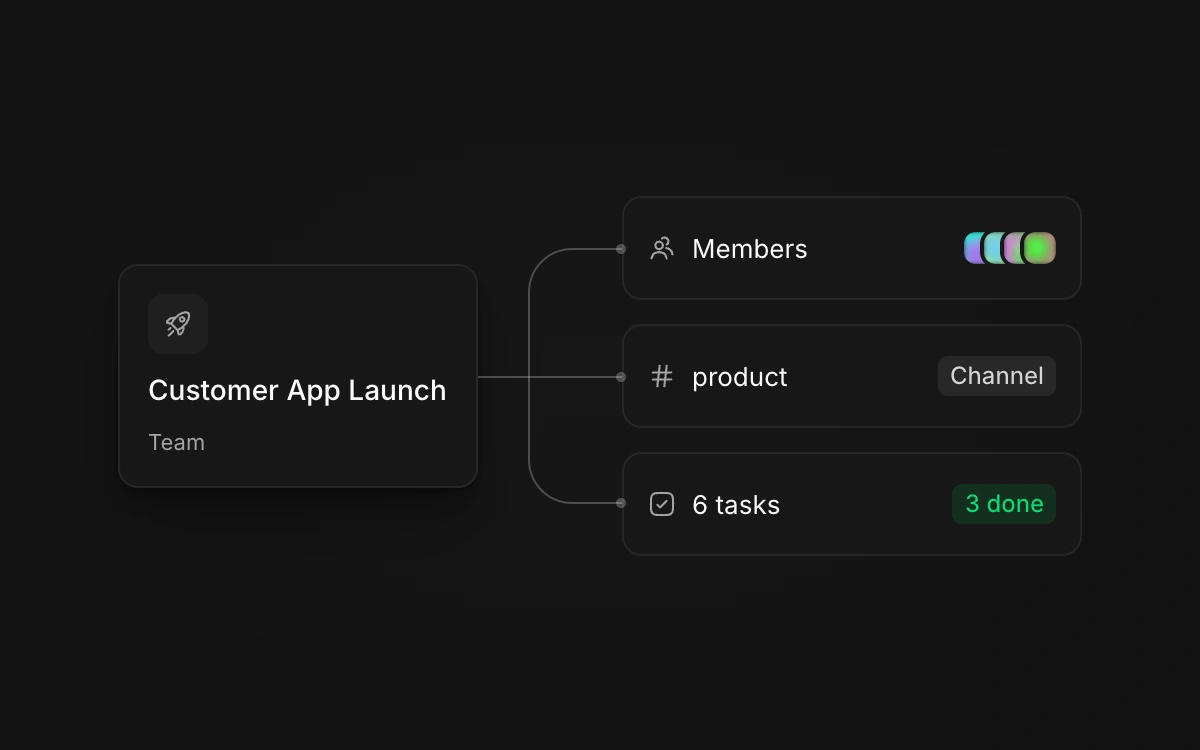 Customer App Launch
Team
Members
product
Channel
6 tasks
3 done